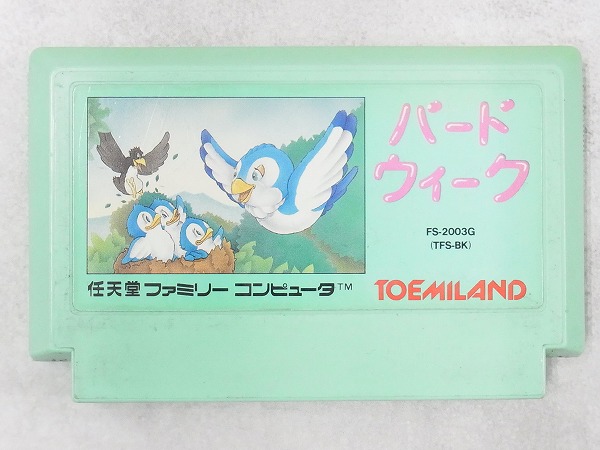 バード
ウィーク
FS-2003G
(TFS-BK)
任天堂 ファミリー コンピュータ™
TOEMILAND